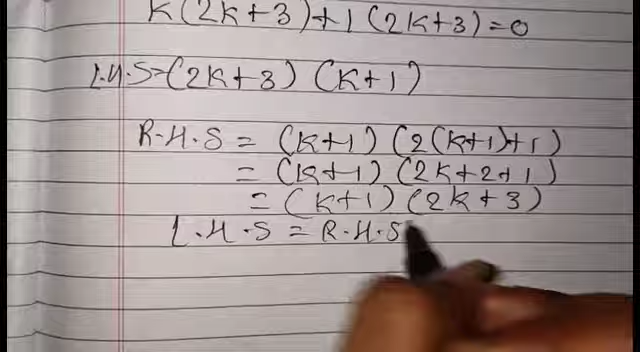 K(2K+3)+1(2K+3)=0
L.H.S=(2K+3) (K+1)
R.H.S = (K+1) (2(K+1)+1)
= (K+1) (2K+2+1)
= (K+1) (2K+3)
L.H.S = R.H.S